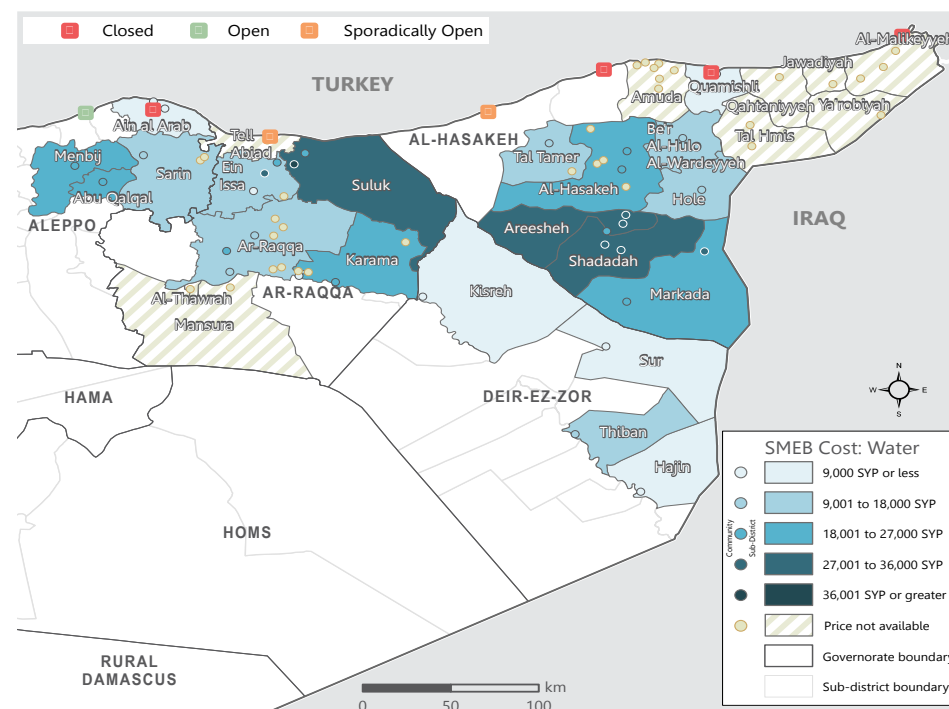 Closed
Open
Sporadically Open
TURKEY
Al-Malikeyyeh
Jawadiyah
Quamishli
Amuda
Qahtaniyyeh
Ya'robiyah
Ain al Arab
Tell
Abiad
AL-HASAKEH
Be'r
Al-Hulo
Al-Wardeyyeh
Tal Hmis
Menbij
Sarin
Ein
Issa
Tal Tamer
Abu Qalqal
Suluk
Al-Hasakeh
Hole
ALEPPO
Areesheh
IRAQ
Ar-Raqqa
Karama
Shadadah
AR-RAQQA
Kisreh
Markada
Al-Thawrah
Mansura
Sur
HAMA
DEIR-EZ-ZOR
Thiban
Hajin
HOMS
RURAL
DAMASCUS
km
0 50 100
N
W E
S
SMEB Cost: Water
9,000 SYP or less
9,001 to 18,000 SYP
18,001 to 27,000 SYP
27,001 to 36,000 SYP
36,001 SYP or greater
Price not available
Governorate boundary
Sub-district boundary
Community
Sub-District